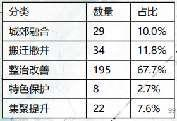 分类 数量 占比
城郊融合 29 10.0%
搬迁撤并 34 11.8%
整治改善 195 67.7%
特色保护 8 2.7%
集聚提升 22 7.6%